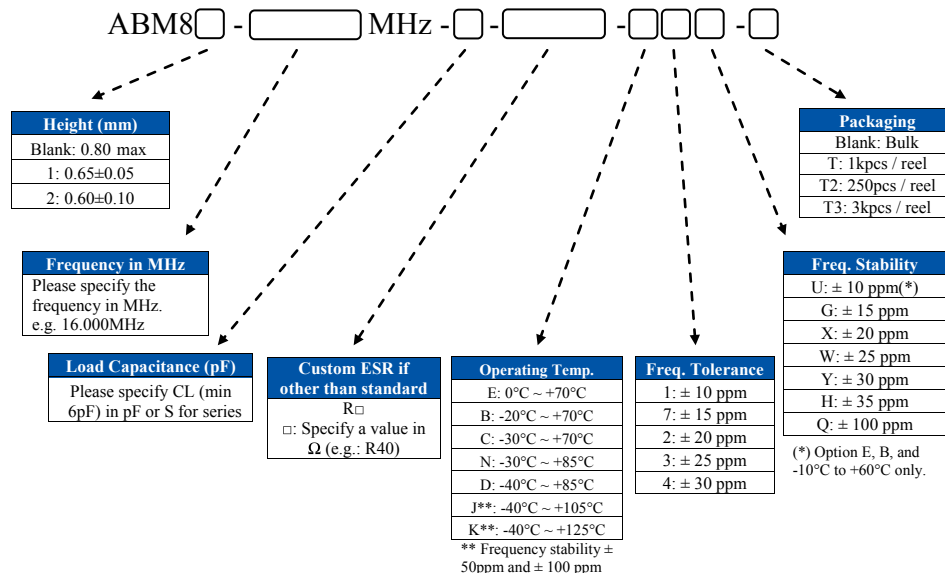 ABM8□ - □ MHz - □ - □ - □□□ - □
Height (mm)
Blank: 0.80 max
1: 0.65±0.05
2: 0.60±0.10
Packaging
Blank: Bulk
T: 1kpcs / reel
T2: 250pcs / reel
T3: 3kpcs / reel
Frequency in MHz
Please specify the
frequency in MHz.
e.g. 16.000MHz
Freq. Stability
U: ± 10 ppm(*)
G: ± 15 ppm
X: ± 20 ppm
W: ± 25 ppm
Y: ± 30 ppm
H: ± 35 ppm
Q: ± 100 ppm
(*) Option E, B, and
-10°C to +60°C only.
Load Capacitance (pF)
Please specify CL (min
6pF) in pF or S for series
Custom ESR if
other than standard
R□
□: Specify a value in
Ω (e.g.: R40)
Operating Temp.
E: 0°C ~ +70°C
B: -20°C ~ +70°C
C: -30°C ~ +70°C
N: -30°C ~ +85°C
D: -40°C ~ +85°C
J**: -40°C ~ +105°C
K**: -40°C ~ +125°C
** Frequency stability ±
50ppm and ± 100 ppm
Freq. Tolerance
1: ± 10 ppm
7: ± 15 ppm
2: ± 20 ppm
3: ± 25 ppm
4: ± 30 ppm